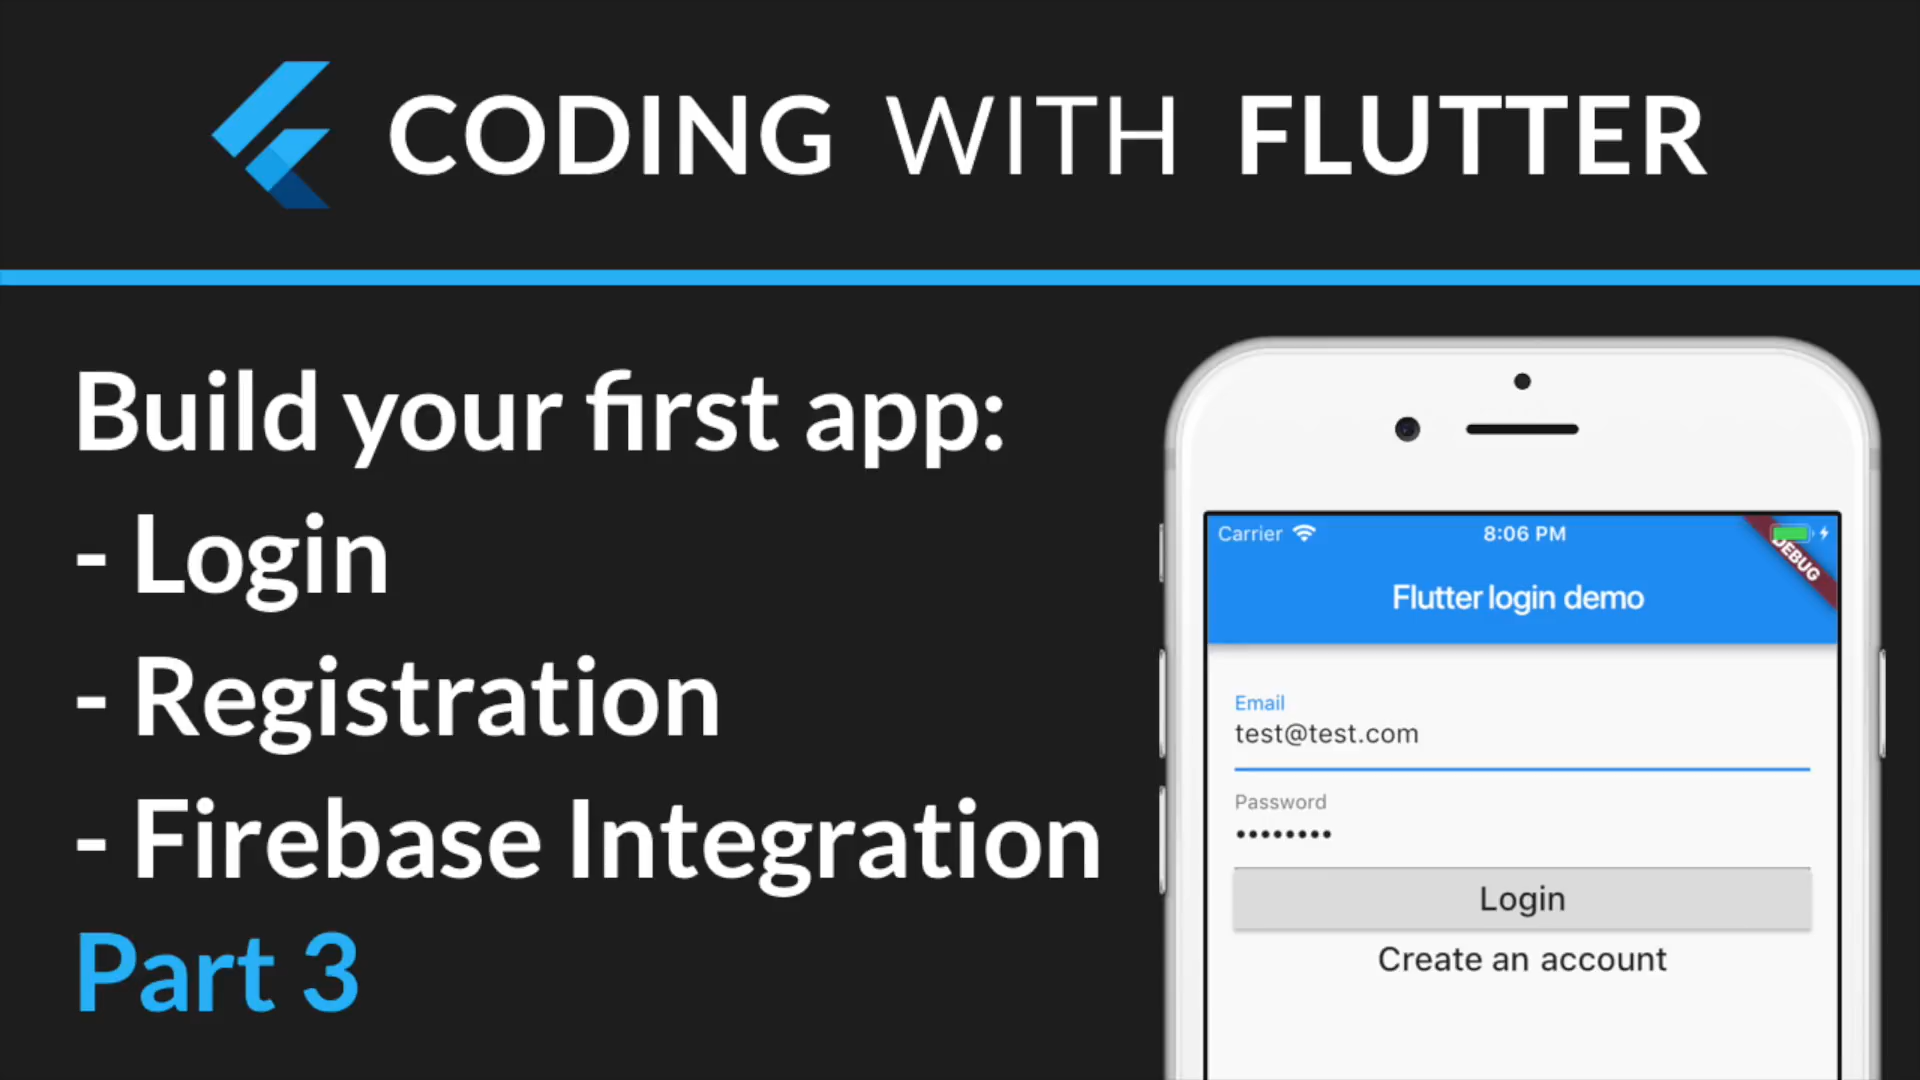 CODING WITH FLUTTER
Build your first app:
- Login
- Registration
- Firebase Integration
Part 3
Carrier 8:06 PM
DEBUG
Flutter login demo
Email
test@test.com
Password
••••••••
Login
Create an account